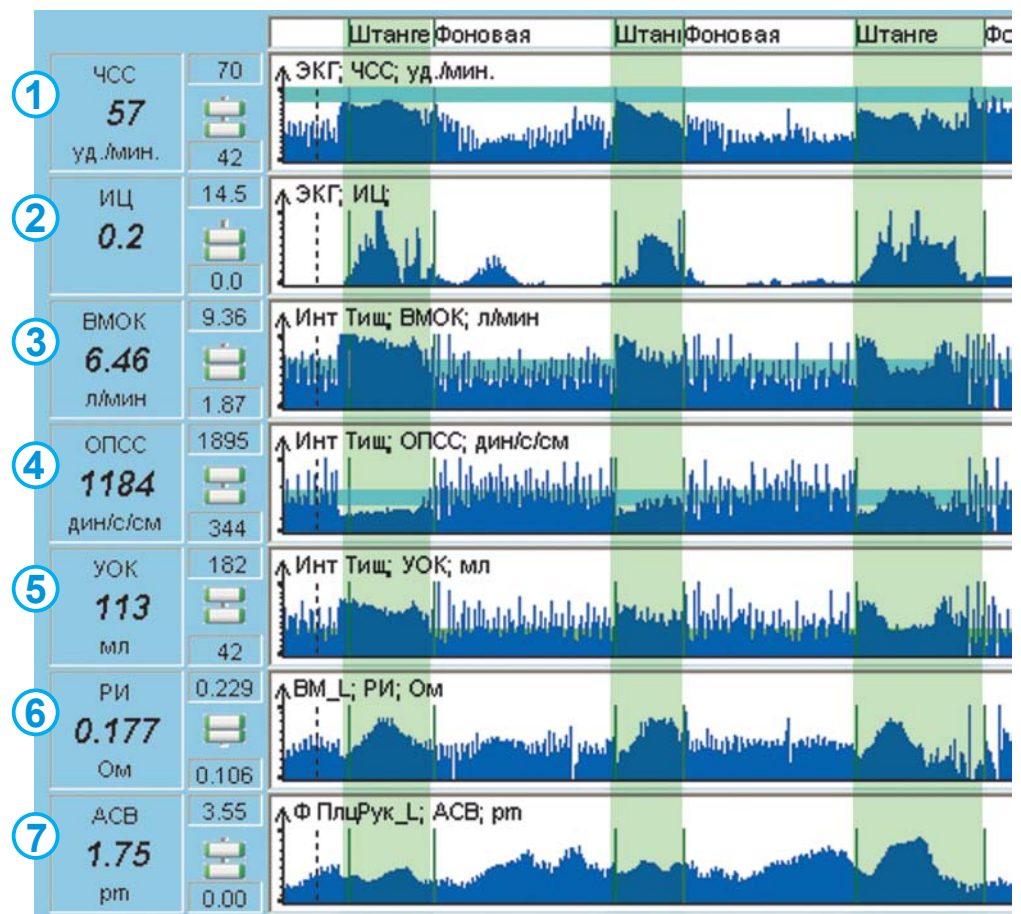 Штанге Фоновая Штанг Фоновая Штанге Фо
1
ЧСС
57
уд./мин.
70
42
ЭКГ; ЧСС; уд./мин.
2
ИЦ
0.2
14.5
0.0
ЭКГ; ИЦ;
3
ВМОК
6.46
л/мин
9.36
1.87
Инт Тищ; ВМОК; л/мин
4
ОПСС
1184
дин/с/см
1895
344
Инт Тищ; ОПСС; дин/с/см
5
УОК
113
мл
182
42
Инт Тищ; УОК; мл
6
РИ
0.177
Ом
0.229
0.106
ВМ_L; РИ; Ом
7
АСВ
1.75
pm
3.55
0.00
Ф ПлцРук_L; АСВ; pm